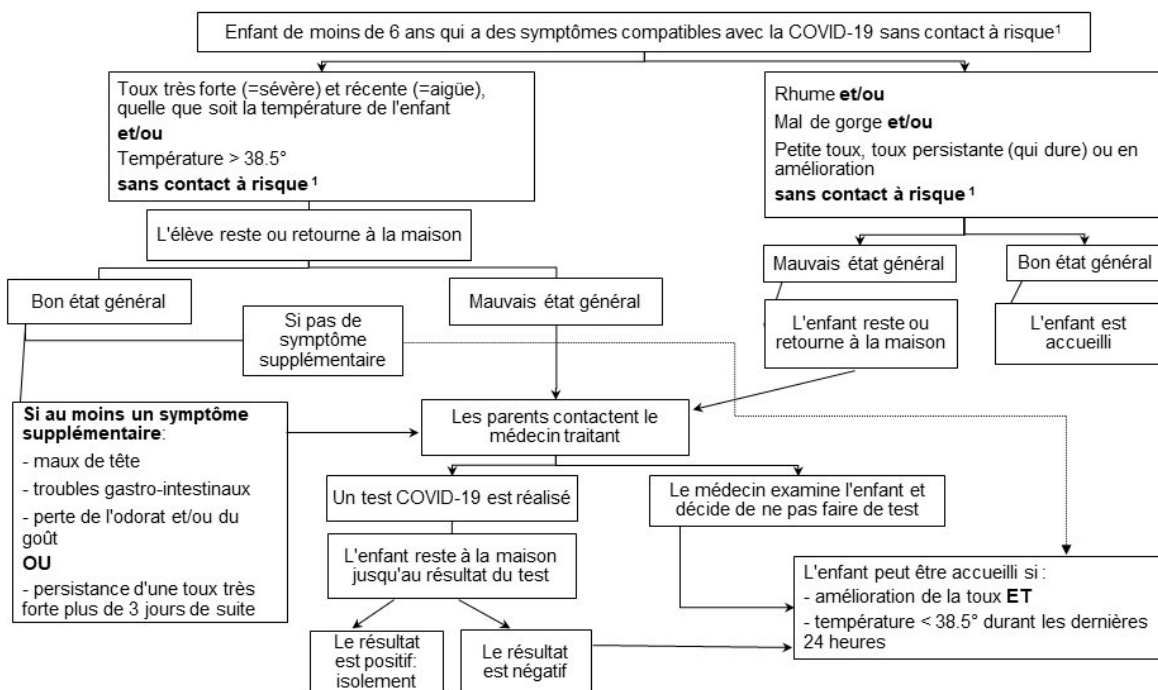 Enfant de moins de 6 ans qui a des symptômes compatibles avec la COVID-19 sans contact à risque¹
Toux très forte (=sévère) et récente (=aigüe),
quelle que soit la température de l'enfant
et/ou
Température > 38.5°
sans contact à risque ¹
Rhume et/ou
Mal de gorge et/ou
Petite toux, toux persistante (qui dure) ou en
amélioration
sans contact à risque ¹
L'élève reste ou retourne à la maison
Mauvais état général
Bon état général
Bon état général
Mauvais état général
Si pas de
symptôme
supplémentaire
L'enfant reste ou
retourne à la maison
L'enfant est
accueilli
Si au moins un symptôme
supplémentaire:
- maux de tête
- troubles gastro-intestinaux
- perte de l'odorat et/ou du
goût
OU
- persistance d'une toux très
forte plus de 3 jours de suite
Les parents contactent le
médecin traitant
Un test COVID-19 est réalisé
Le médecin examine l'enfant et
décide de ne pas faire de test
L'enfant reste à la maison
jusqu'au résultat du test
L'enfant peut être accueilli si :
- amélioration de la toux ET
- température < 38.5° durant les dernières
24 heures
Le résultat
est positif:
isolement
Le résultat
est négatif